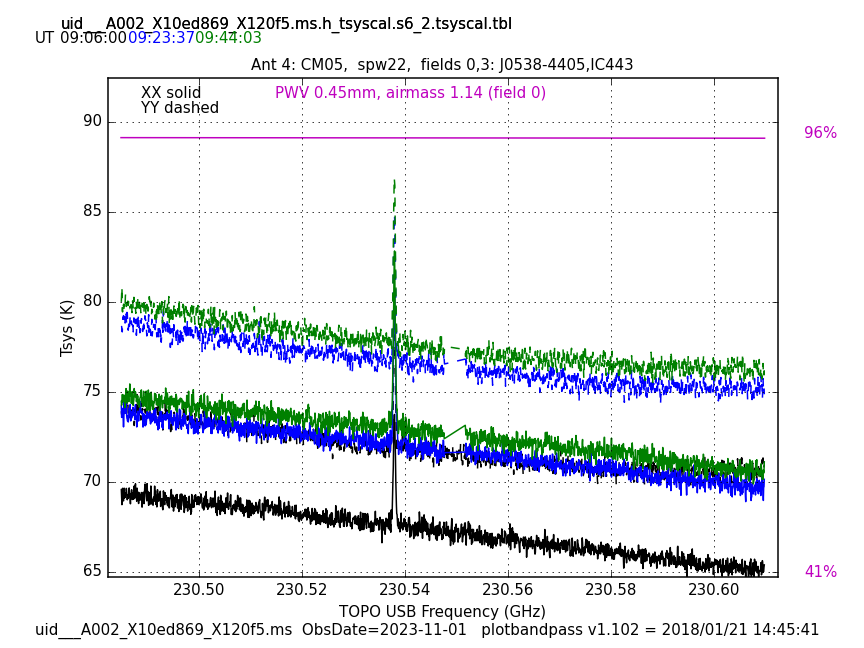 uid___A002_X10ed869_X120f5.ms.h_tsyscal.s6_2.tsyscal.tbl
UT 09:06:00 09:23:37 09:44:03
Ant 4: CM05, spw22, fields 0,3: J0538-4405,IC443
XX solid PWV 0.45mm, airmass 1.14 (field 0)
YY dashed
90
96%
85
80
Tsys (K)
75
70
65
41%
230.50 230.52 230.54 230.56 230.58 230.60
TOPO USB Frequency (GHz)
uid___A002_X10ed869_X120f5.ms ObsDate=2023-11-01 plotbandpass v1.102 = 2018/01/21 14:45:41